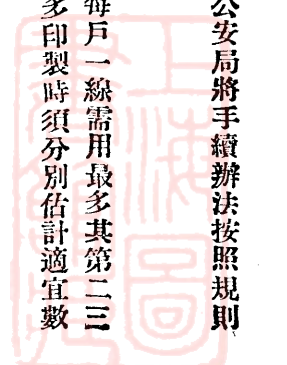 公安局將手續辦法按照規則
每戶一線需用最多其第二三
多印製時須分別估計適宜數